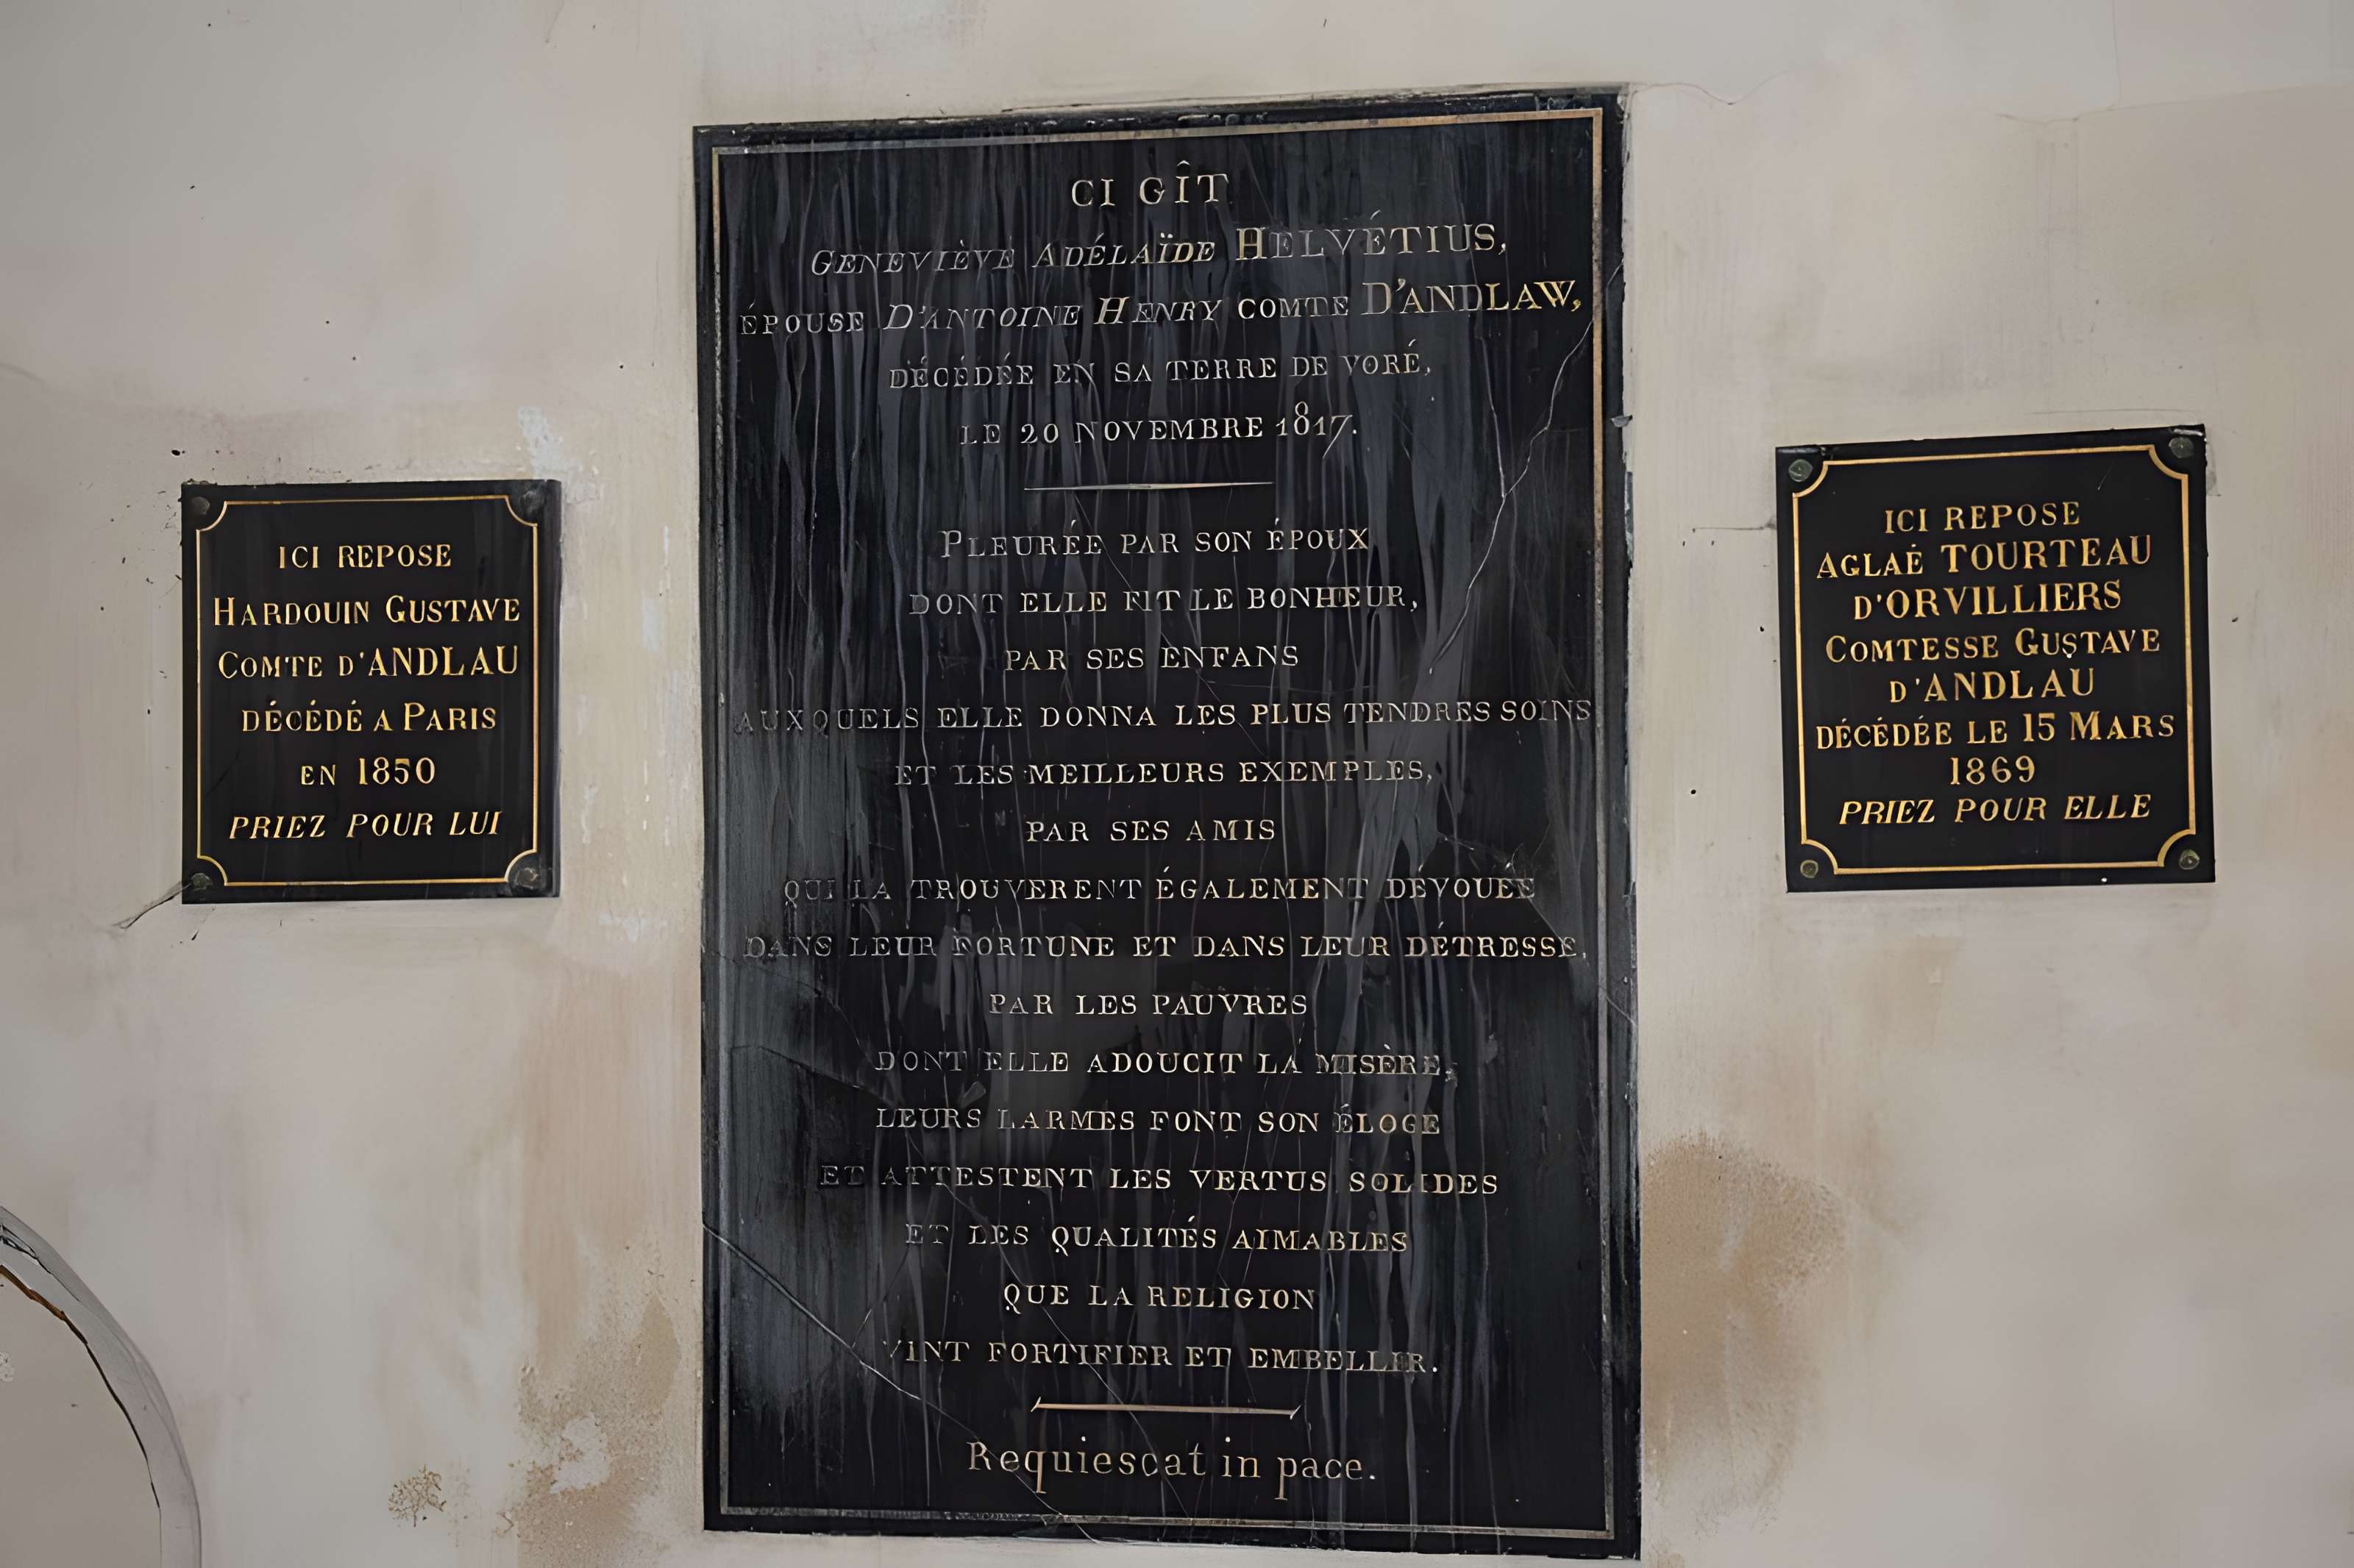 ICI REPOSE
HARDOUIN GUSTAVE
COMTE D'ANDLAU
DÉCÉDÉ A PARIS
EN 1850
PRIEZ POUR LUI
CI GÎT
GENEVIÈVE ADÉLAÏDE HELVÉTIUS,
ÉPOUSE D'ANTOINE HENRY COMTE D'ANDLAW,
DÉCÉDÉE EN SA TERRE DE VORÉ,
LE 20 NOVEMBRE 1817.
PLEURÉE PAR SON ÉPOUX
DONT ELLE FIT LE BONHEUR,
PAR SES ENFANS
AUXQUELS ELLE DONNA LES PLUS TENDRES SOINS
ET LES MEILLEURS EXEMPLES,
PAR SES AMIS
QUI LA TROUVERENT ÉGALEMENT DÉVOUÉE
DANS LEUR FORTUNE ET DANS LEUR DÉTRESSE,
PAR LES PAUVRES
DONT ELLE ADOUCIT LA MISÈRE,
LEURS LARMES FONT SON ÉLOGE
ET ATTESTENT LES VERTUS SOLIDES
ET LES QUALITÉS AIMABLES
QUE LA RELIGION
VINT FORTIFIER ET EMBELLIR.
Requiescat in pace.
ICI REPOSE
AGLAÉ TOURTEAU
D'ORVILLIERS
COMTESSE GUSTAVE
D'ANDLAU
DÉCÉDÉE LE 15 MARS
1869
PRIEZ POUR ELLE